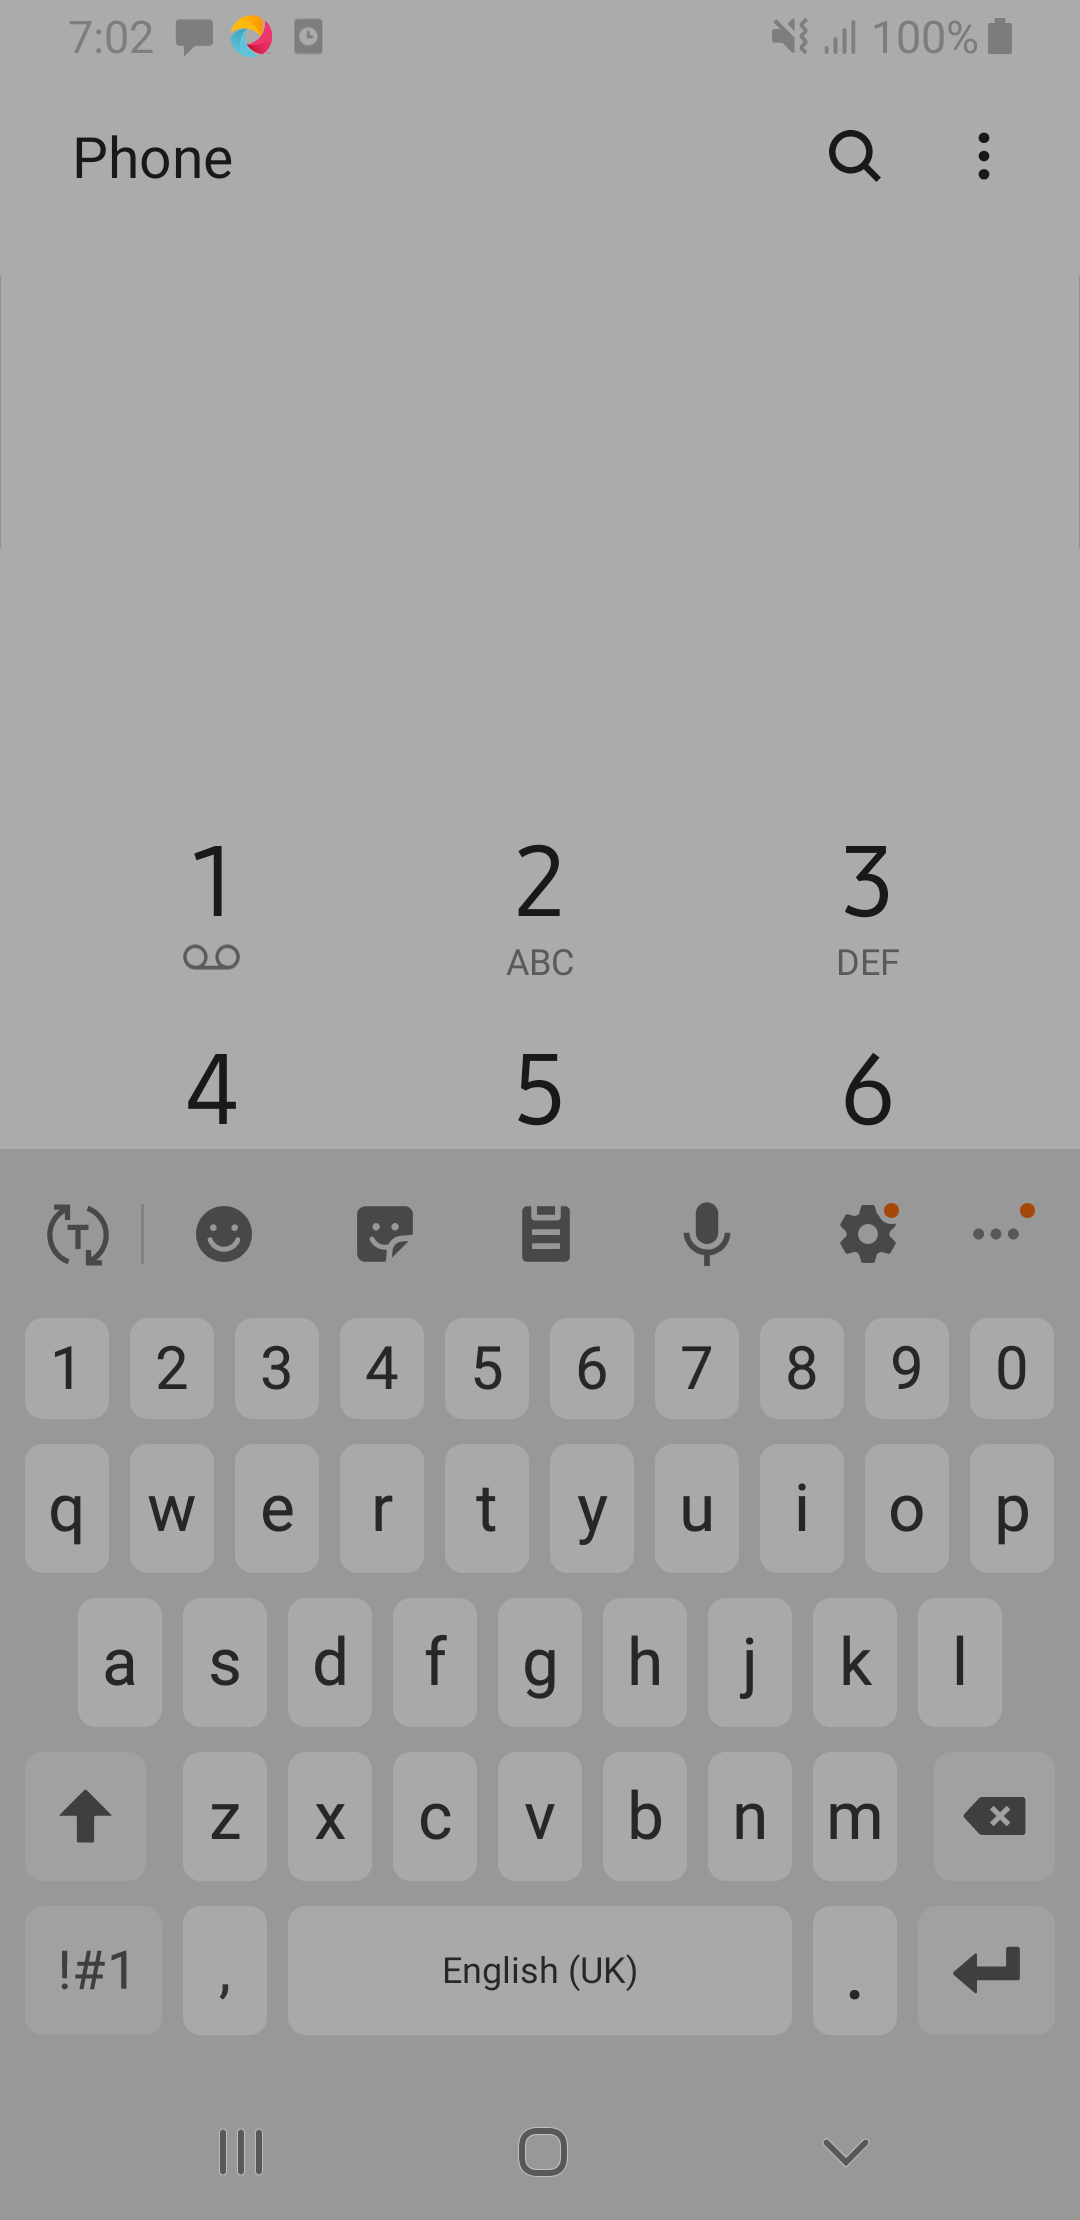 7:02 100%
Phone
1 2 3
ABC DEF
4 5 6
T
1 2 3 4 5 6 7 8 9 0
q w e r t y u i o p
a s d f g h j k l
z x c v b n m
!#1 , English (UK) .